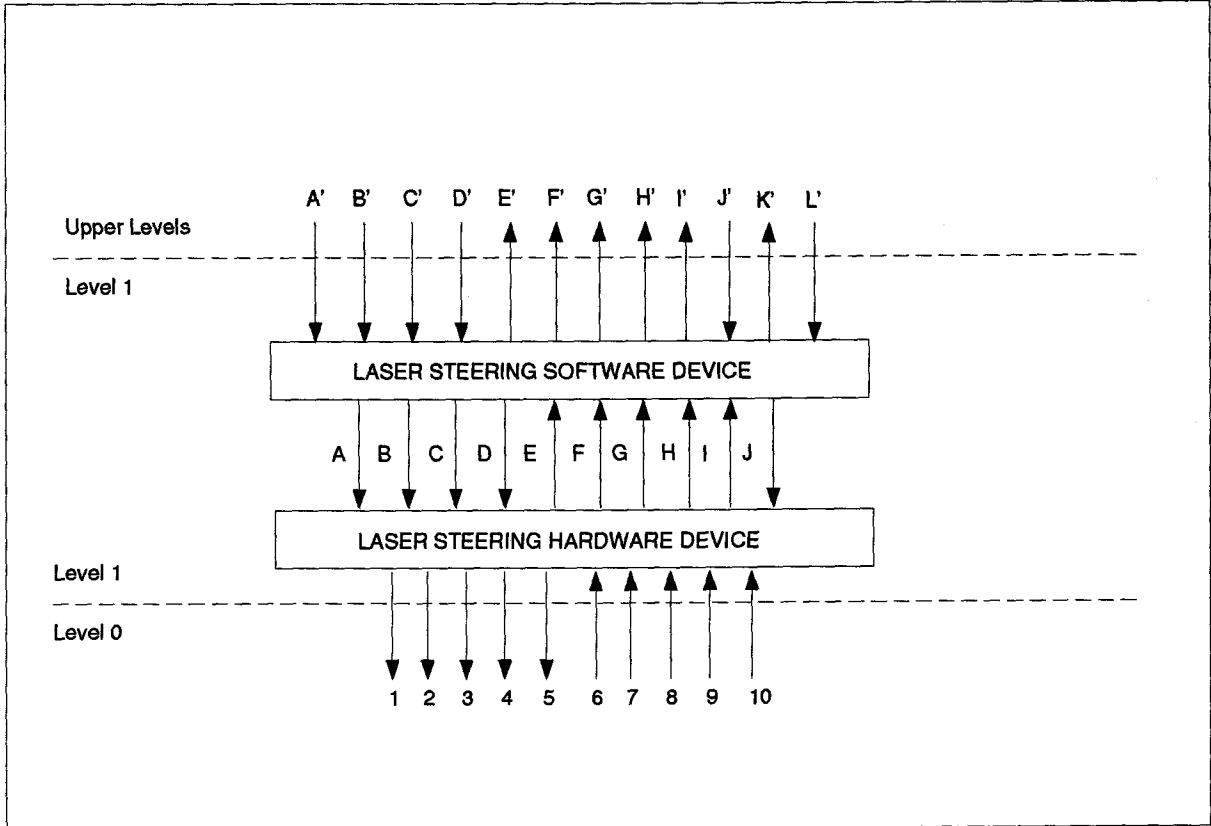 A' B' C' D' E' F' G' H' I' J' K' L'
Upper Levels
Level 1
LASER STEERING SOFTWARE DEVICE
A B C D E F G H I J
LASER STEERING HARDWARE DEVICE
Level 1
Level 0
1 2 3 4 5 6 7 8 9 10